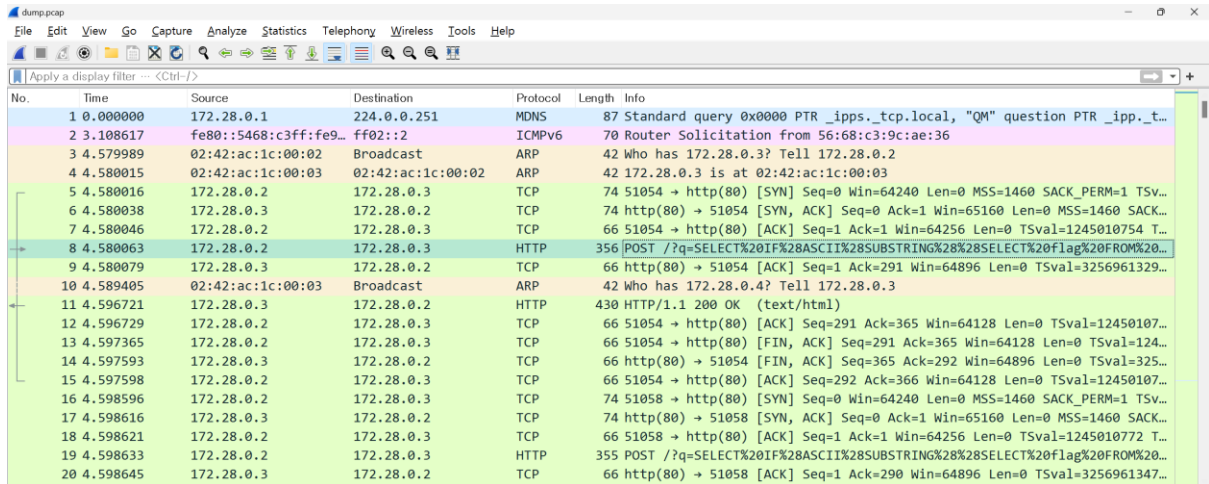 dump.pcap
File Edit View Go Capture Analyze Statistics Telephony Wireless Tools Help
Apply a display filter ... <Ctrl-/>
No. Time Source Destination Protocol Length Info
1 0.000000 172.28.0.1 224.0.0.251 MDNS 87 Standard query 0x0000 PTR _ipps._tcp.local, "QM" question PTR _ipp._t…
2 3.108617 fe80::5468:c3ff:fe9… ff02::2 ICMPv6 70 Router Solicitation from 56:68:c3:9c:ae:36
3 4.579989 02:42:ac:1c:00:02 Broadcast ARP 42 Who has 172.28.0.3? Tell 172.28.0.2
4 4.580015 02:42:ac:1c:00:03 02:42:ac:1c:00:02 ARP 42 172.28.0.3 is at 02:42:ac:1c:00:03
5 4.580016 172.28.0.2 172.28.0.3 TCP 74 51054 → http(80) [SYN] Seq=0 Win=64240 Len=0 MSS=1460 SACK_PERM=1 TSv…
6 4.580038 172.28.0.3 172.28.0.2 TCP 74 http(80) → 51054 [SYN, ACK] Seq=0 Ack=1 Win=65160 Len=0 MSS=1460 SACK…
7 4.580046 172.28.0.2 172.28.0.3 TCP 66 51054 → http(80) [ACK] Seq=1 Ack=1 Win=64256 Len=0 TSval=1245010754 T…
8 4.580063 172.28.0.2 172.28.0.3 HTTP 356 POST /?q=SELECT%20IF%28ASCII%28SUBSTRING%28%28SELECT%20flag%20FROM%20…
9 4.580079 172.28.0.3 172.28.0.2 TCP 66 http(80) → 51054 [ACK] Seq=1 Ack=291 Win=64896 Len=0 TSval=3256961329…
10 4.589405 02:42:ac:1c:00:03 Broadcast ARP 42 Who has 172.28.0.4? Tell 172.28.0.3
11 4.596721 172.28.0.3 172.28.0.2 HTTP 430 HTTP/1.1 200 OK (text/html)
12 4.596729 172.28.0.2 172.28.0.3 TCP 66 51054 → http(80) [ACK] Seq=291 Ack=365 Win=64128 Len=0 TSval=12450107…
13 4.597365 172.28.0.2 172.28.0.3 TCP 66 51054 → http(80) [FIN, ACK] Seq=291 Ack=365 Win=64128 Len=0 TSval=124…
14 4.597593 172.28.0.3 172.28.0.2 TCP 66 http(80) → 51054 [FIN, ACK] Seq=365 Ack=292 Win=64896 Len=0 TSval=325…
15 4.597598 172.28.0.2 172.28.0.3 TCP 66 51054 → http(80) [ACK] Seq=292 Ack=366 Win=64128 Len=0 TSval=12450107…
16 4.598596 172.28.0.2 172.28.0.3 TCP 74 51058 → http(80) [SYN] Seq=0 Win=64240 Len=0 MSS=1460 SACK_PERM=1 TSv…
17 4.598616 172.28.0.3 172.28.0.2 TCP 74 http(80) → 51058 [SYN, ACK] Seq=0 Ack=1 Win=65160 Len=0 MSS=1460 SACK…
18 4.598621 172.28.0.2 172.28.0.3 TCP 66 51058 → http(80) [ACK] Seq=1 Ack=1 Win=64256 Len=0 TSval=1245010772 T…
19 4.598633 172.28.0.2 172.28.0.3 HTTP 355 POST /?q=SELECT%20IF%28ASCII%28SUBSTRING%28%28SELECT%20flag%20FROM%20…
20 4.598645 172.28.0.3 172.28.0.2 TCP 66 http(80) → 51058 [ACK] Seq=1 Ack=290 Win=64896 Len=0 TSval=3256961347…